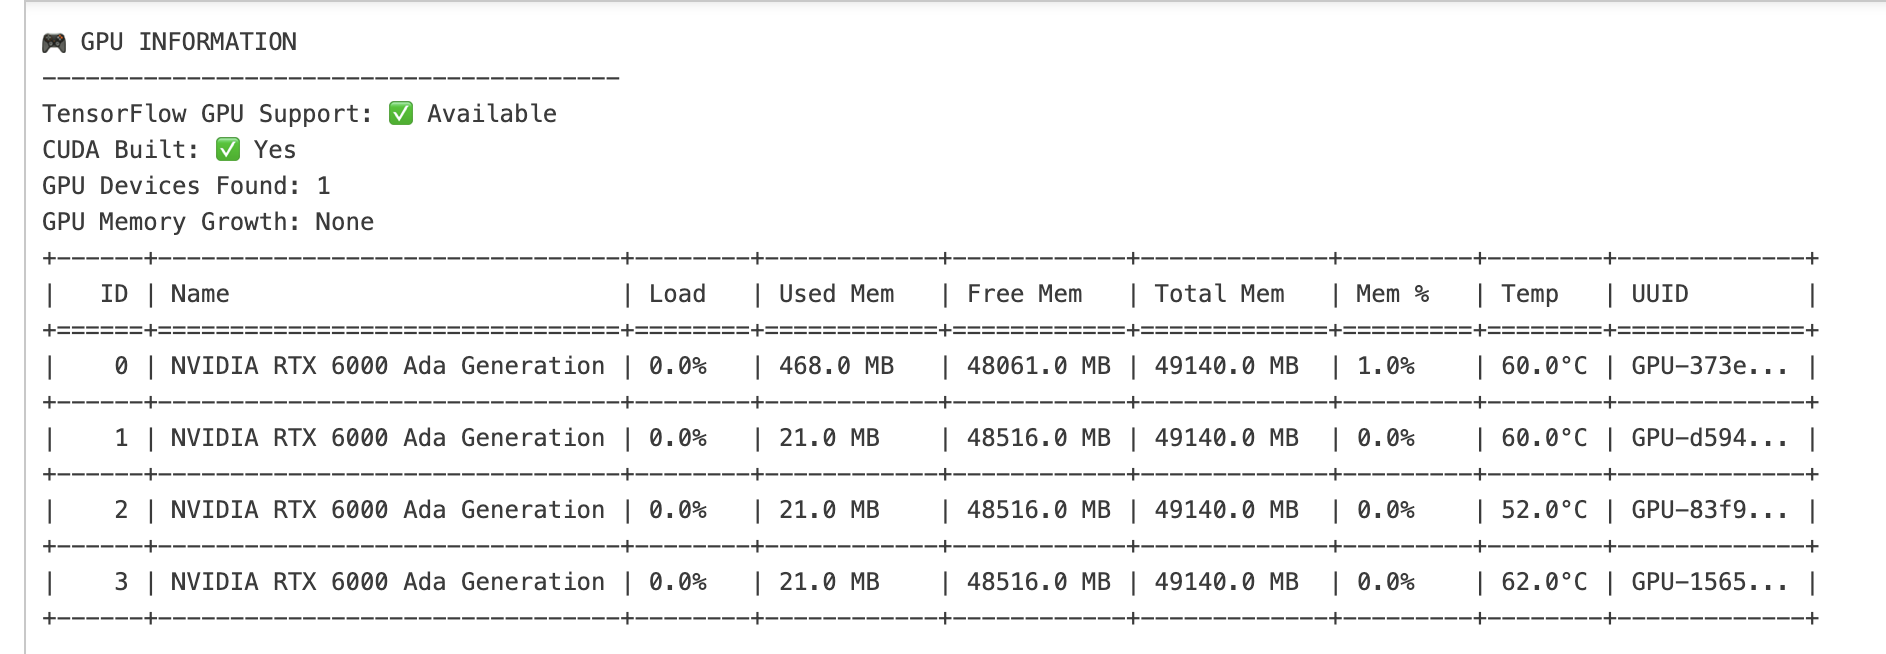 🎮 GPU INFORMATION
----------------------------------------
TensorFlow GPU Support: ✅ Available
CUDA Built: ✅ Yes
GPU Devices Found: 1
GPU Memory Growth: None
+------+--------------------------------+--------+------------+------------+-------------+---------+--------+-------------+
|   ID | Name                           | Load   | Used Mem   | Free Mem   | Total Mem   | Mem %   | Temp   | UUID        |
+======+================================+========+============+============+=============+=========+========+=============+
|    0 | NVIDIA RTX 6000 Ada Generation | 0.0%   | 468.0 MB   | 48061.0 MB | 49140.0 MB  | 1.0%    | 60.0°C | GPU-373e... |
+------+--------------------------------+--------+------------+------------+-------------+---------+--------+-------------+
|    1 | NVIDIA RTX 6000 Ada Generation | 0.0%   | 21.0 MB    | 48516.0 MB | 49140.0 MB  | 0.0%    | 60.0°C | GPU-d594... |
+------+--------------------------------+--------+------------+------------+-------------+---------+--------+-------------+
|    2 | NVIDIA RTX 6000 Ada Generation | 0.0%   | 21.0 MB    | 48516.0 MB | 49140.0 MB  | 0.0%    | 52.0°C | GPU-83f9... |
+------+--------------------------------+--------+------------+------------+-------------+---------+--------+-------------+
|    3 | NVIDIA RTX 6000 Ada Generation | 0.0%   | 21.0 MB    | 48516.0 MB | 49140.0 MB  | 0.0%    | 62.0°C | GPU-1565... |
+------+--------------------------------+--------+------------+------------+-------------+---------+--------+-------------+